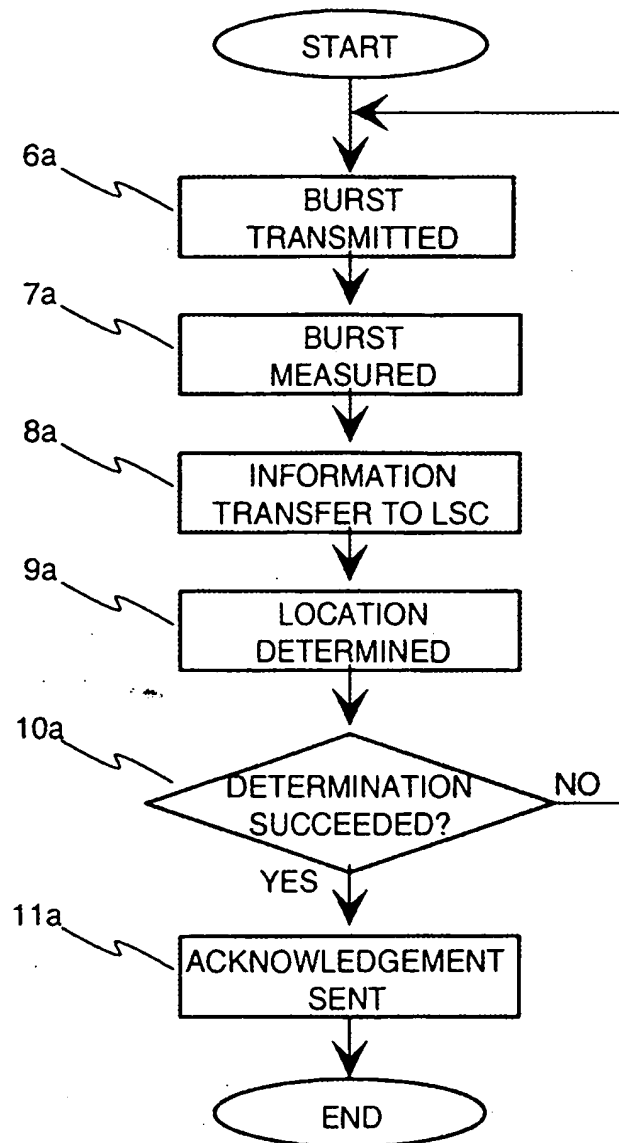 START
6a
BURST
TRANSMITTED
7a
BURST
MEASURED
8a
INFORMATION
TRANSFER TO LSC
9a
LOCATION
DETERMINED
10a
DETERMINATION
SUCCEEDED?
NO
YES
11a
ACKNOWLEDGEMENT
SENT
END